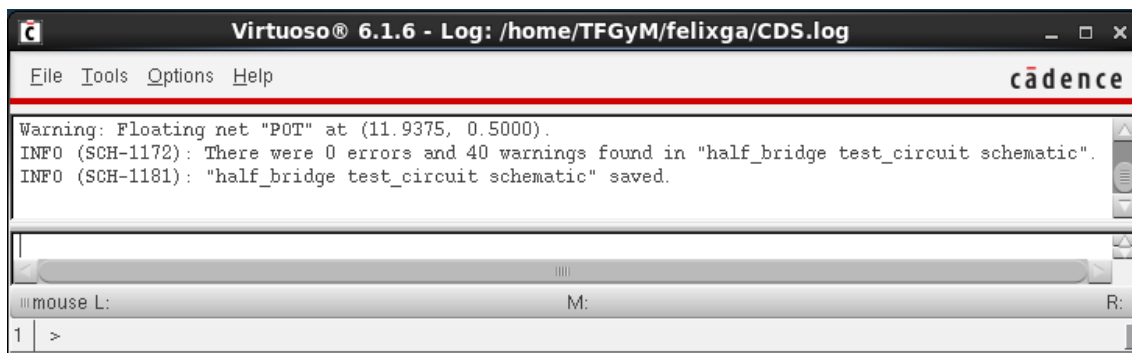 Virtuoso® 6.1.6 - Log: /home/TFGyM/felixga/CDS.log
File Tools Options Help
cādence
Warning: Floating net "POT" at (11.9375, 0.5000).
INFO (SCH-1172): There were 0 errors and 40 warnings found in "half_bridge test_circuit schematic".
INFO (SCH-1181): "half_bridge test_circuit schematic" saved.
mouse L: M: R:
1 >